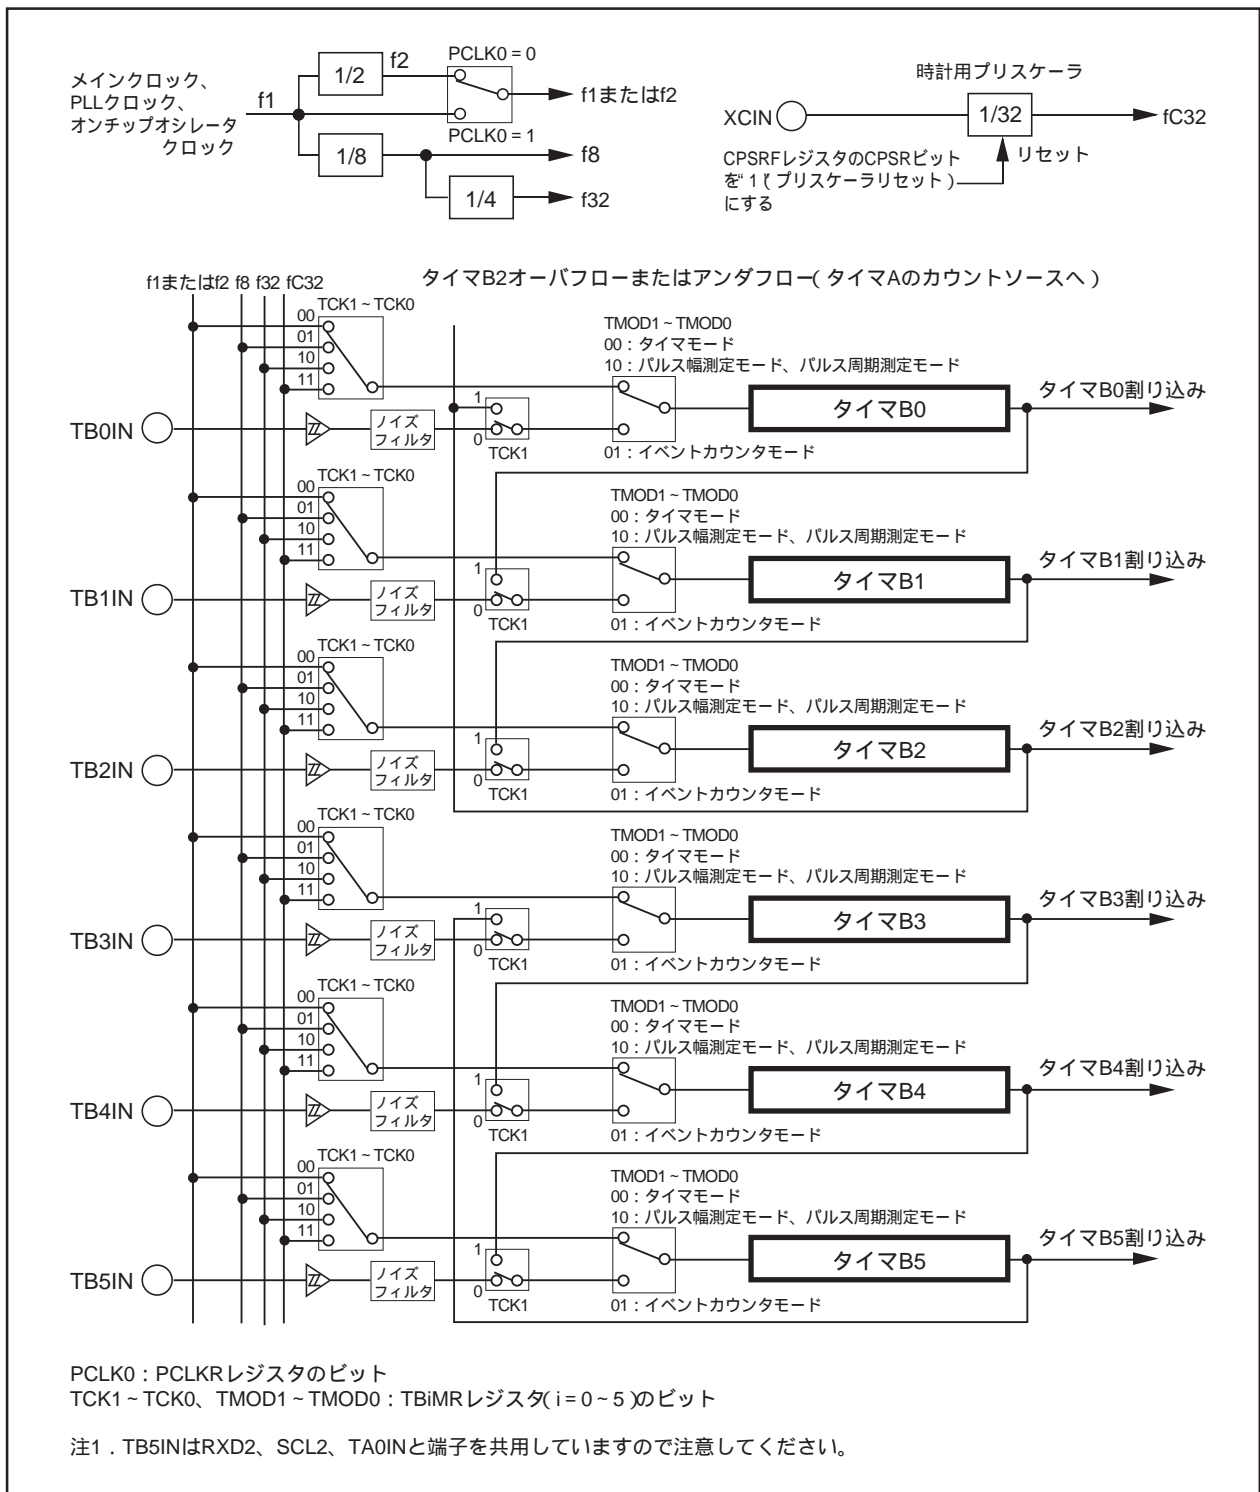 メインクロック、
PLLクロック、
オンチップオシレータ
クロック
f1
1/2
f2
PCLK0 = 0
f1またはf2
PCLK0 = 1
1/8
f8
1/4
f32
時計用プリスケーラ
XCIN
1/32
fC32
リセット
CPSRFレジスタのCPSRビット
を“1”(プリスケーラリセット)
にする
f1またはf2 f8 f32 fC32
タイマB2オーバフローまたはアンダフロー(タイマAのカウントソースへ)
TCK1~TCK0
00
01
10
11
TMOD1~TMOD0
00:タイマモード
10:パルス幅測定モード、パルス周期測定モード
TB0IN
ノイズ
フィルタ
1
0
TCK1
01:イベントカウンタモード
タイマB0
タイマB0割り込み
TCK1~TCK0
00
01
10
11
TMOD1~TMOD0
00:タイマモード
10:パルス幅測定モード、パルス周期測定モード
TB1IN
ノイズ
フィルタ
1
0
TCK1
01:イベントカウンタモード
タイマB1
タイマB1割り込み
TCK1~TCK0
00
01
10
11
TMOD1~TMOD0
00:タイマモード
10:パルス幅測定モード、パルス周期測定モード
TB2IN
ノイズ
フィルタ
1
0
TCK1
01:イベントカウンタモード
タイマB2
タイマB2割り込み
TCK1~TCK0
00
01
10
11
TMOD1~TMOD0
00:タイマモード
10:パルス幅測定モード、パルス周期測定モード
TB3IN
ノイズ
フィルタ
1
0
TCK1
01:イベントカウンタモード
タイマB3
タイマB3割り込み
TCK1~TCK0
00
01
10
11
TMOD1~TMOD0
00:タイマモード
10:パルス幅測定モード、パルス周期測定モード
TB4IN
ノイズ
フィルタ
1
0
TCK1
01:イベントカウンタモード
タイマB4
タイマB4割り込み
TCK1~TCK0
00
01
10
11
TMOD1~TMOD0
00:タイマモード
10:パルス幅測定モード、パルス周期測定モード
TB5IN
ノイズ
フィルタ
1
0
TCK1
01:イベントカウンタモード
タイマB5
タイマB5割り込み
PCLK0:PCLKRレジスタのビット
TCK1~TCK0、TMOD1~TMOD0:TBiMRレジスタ(i=0~5)のビット
注1.TB5INはRXD2、SCL2、TA0INと端子を共用していますので注意してください。